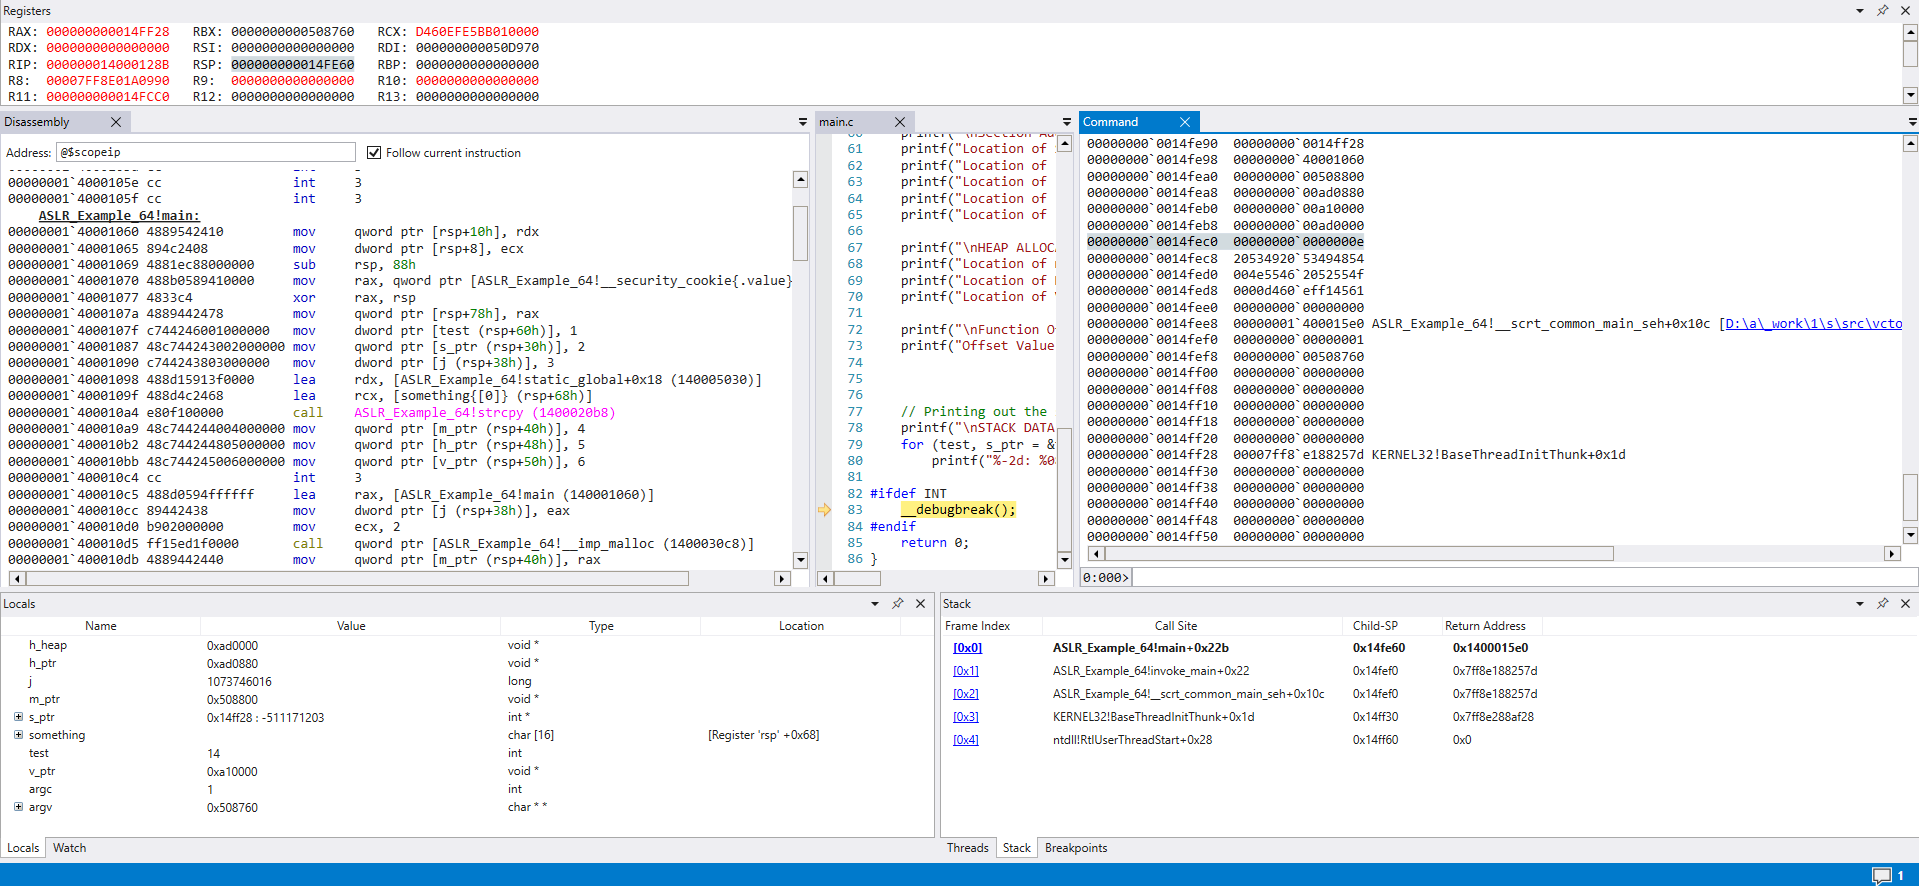 Registers
RAX: 000000000014FF28 RBX: 0000000000508760 RCX: D460EFE5BB010000
RDX: 0000000000000000 RSI: 0000000000000000 RDI: 000000000050D970
RIP: 000000014000128B RSP: 000000000014FE60 RBP: 0000000000000000
R8: 00007FF8E01A0990 R9: 0000000000000000 R10: 0000000000000000
R11: 000000000014FCC0 R12: 0000000000000000 R13: 0000000000000000
Disassembly
Address: @$scopeip Follow current instruction
00000001`4000105e cc int 3
00000001`4000105f cc int 3
ASLR_Example_64!main:
00000001`40001060 4889542410 mov qword ptr [rsp+10h], rdx
00000001`40001065 894c2408 mov dword ptr [rsp+8], ecx
00000001`40001069 4881ec88000000 sub rsp, 88h
00000001`40001070 488b0589410000 mov rax, qword ptr [ASLR_Example_64!__security_cookie{.value}
00000001`40001077 4833c4 xor rax, rsp
00000001`4000107a 4889442478 mov qword ptr [rsp+78h], rax
00000001`4000107f c744246001000000 mov dword ptr [test (rsp+60h)], 1
00000001`40001087 48c744243002000000 mov qword ptr [s_ptr (rsp+30h)], 2
00000001`40001090 c744243803000000 mov dword ptr [j (rsp+38h)], 3
00000001`40001098 488d15913f0000 lea rdx, [ASLR_Example_64!static_global+0x18 (140005030)]
00000001`4000109f 488d4c2468 lea rcx, [something{[0]} (rsp+68h)]
00000001`400010a4 e80f100000 call ASLR_Example_64!strcpy (1400020b8)
00000001`400010a9 48c744244004000000 mov qword ptr [m_ptr (rsp+40h)], 4
00000001`400010b2 48c744244805000000 mov qword ptr [h_ptr (rsp+48h)], 5
00000001`400010bb 48c744245006000000 mov qword ptr [v_ptr (rsp+50h)], 6
00000001`400010c4 cc int 3
00000001`400010c5 488d0594ffffff lea rax, [ASLR_Example_64!main (140001060)]
00000001`400010cc 89442438 mov dword ptr [j (rsp+38h)], eax
00000001`400010d0 b902000000 mov ecx, 2
00000001`400010d5 ff15ed1f0000 call qword ptr [ASLR_Example_64!__imp_malloc (1400030c8)]
00000001`400010db 4889442440 mov qword ptr [m_ptr (rsp+40h)], rax
main.c
61 printf("Location of
62 printf("Location of
63 printf("Location of
64 printf("Location of
65 printf("Location of
66
67 printf("\nHEAP ALLOC
68 printf("Location of
69 printf("Location of
70 printf("Location of
71
72 printf("\nFunction O
73 printf("Offset Value
74
75
76
77 // Printing out the
78 printf("\nSTACK DATA
79 for (test, s_ptr = &
80 printf("%-2d: %0
81
82 #ifdef INT
83 __debugbreak();
84 #endif
85 return 0;
86 }
Command
00000000`0014fe90 00000000`0014ff28
00000000`0014fe98 00000000`40001060
00000000`0014fea0 00000000`00508800
00000000`0014fea8 00000000`00ad0880
00000000`0014feb0 00000000`00a10000
00000000`0014feb8 00000000`00ad0000
00000000`0014fec0 00000000`0000000e
00000000`0014fec8 20534920`53494854
00000000`0014fed0 004e5546`2052554f
00000000`0014fed8 0000d460`eff14561
00000000`0014fee0 00000000`00000000
00000000`0014fee8 00000001`400015e0 ASLR_Example_64!__scrt_common_main_seh+0x10c [D:\a\_work\1\s\src\vcto
00000000`0014fef0 00000000`00000001
00000000`0014fef8 00000000`00508760
00000000`0014ff00 00000000`00000000
00000000`0014ff08 00000000`00000000
00000000`0014ff10 00000000`00000000
00000000`0014ff18 00000000`00000000
00000000`0014ff20 00000000`00000000
00000000`0014ff28 00007ff8`e188257d KERNEL32!BaseThreadInitThunk+0x1d
00000000`0014ff30 00000000`00000000
00000000`0014ff38 00000000`00000000
00000000`0014ff40 00000000`00000000
00000000`0014ff48 00000000`00000000
00000000`0014ff50 00000000`00000000
0:000>
Locals
Name Value Type Location
h_heap 0xad0000 void *
h_ptr 0xad0880 void *
j 1073746016 long
m_ptr 0x508800 void *
s_ptr 0x14ff28 : -511171203 int *
something char [16] [Register 'rsp' +0x68]
test 14 int
v_ptr 0xa10000 void *
argc 1 int
argv 0x508760 char * *
Locals Watch
Stack
Frame Index Call Site Child-SP Return Address
[0x0] ASLR_Example_64!main+0x22b 0x14fe60 0x1400015e0
[0x1] ASLR_Example_64!invoke_main+0x22 0x14fef0 0x7ff8e188257d
[0x2] ASLR_Example_64!__scrt_common_main_seh+0x10c 0x14fef0 0x7ff8e188257d
[0x3] KERNEL32!BaseThreadInitThunk+0x1d 0x14ff30 0x7ff8e288af28
[0x4] ntdll!RtlUserThreadStart+0x28 0x14ff60 0x0
Threads Stack Breakpoints
1